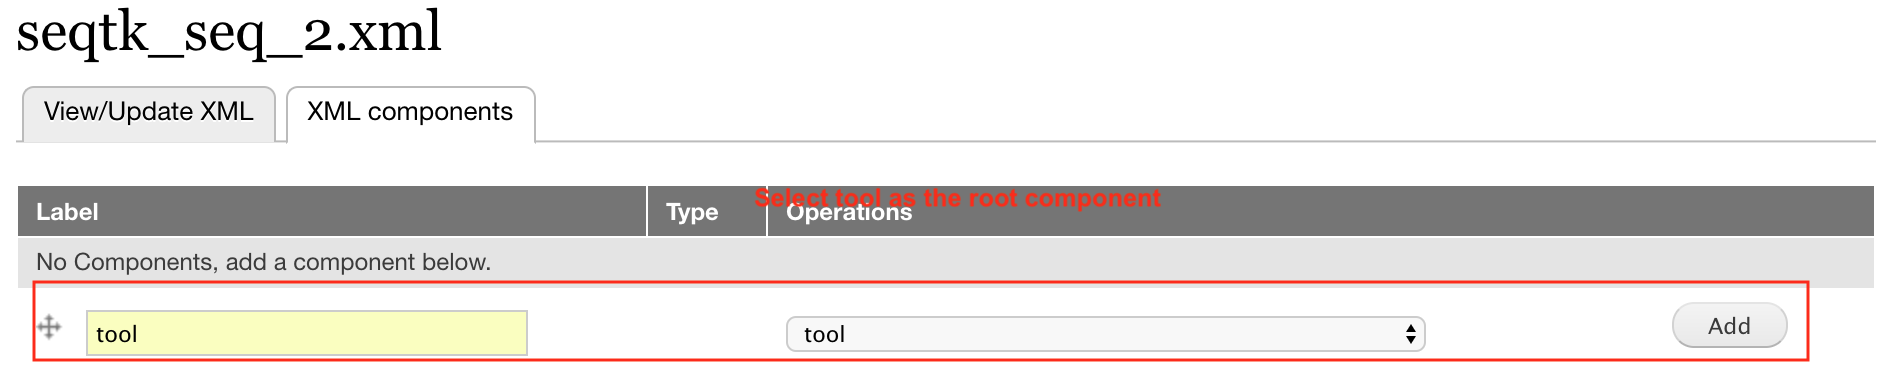 seqtk_seq_2.xml
View/Update XML XML components
Select tool as the root component
Label Type Operations
No Components, add a component below.
tool tool Add